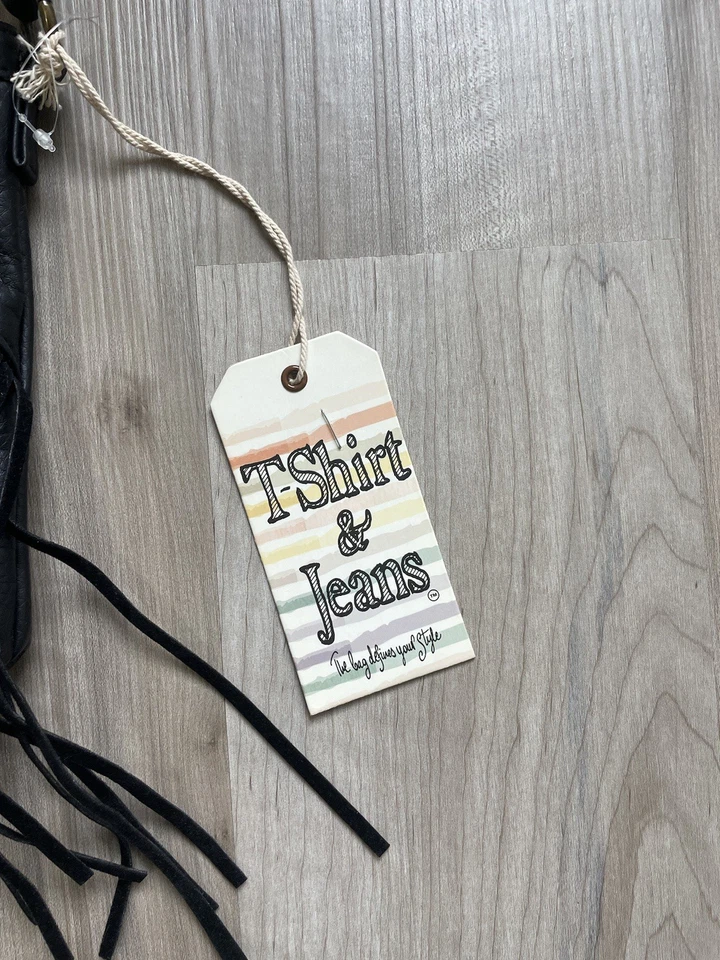 T-Shirt
&
Jeans
TM
The bag defines your Style